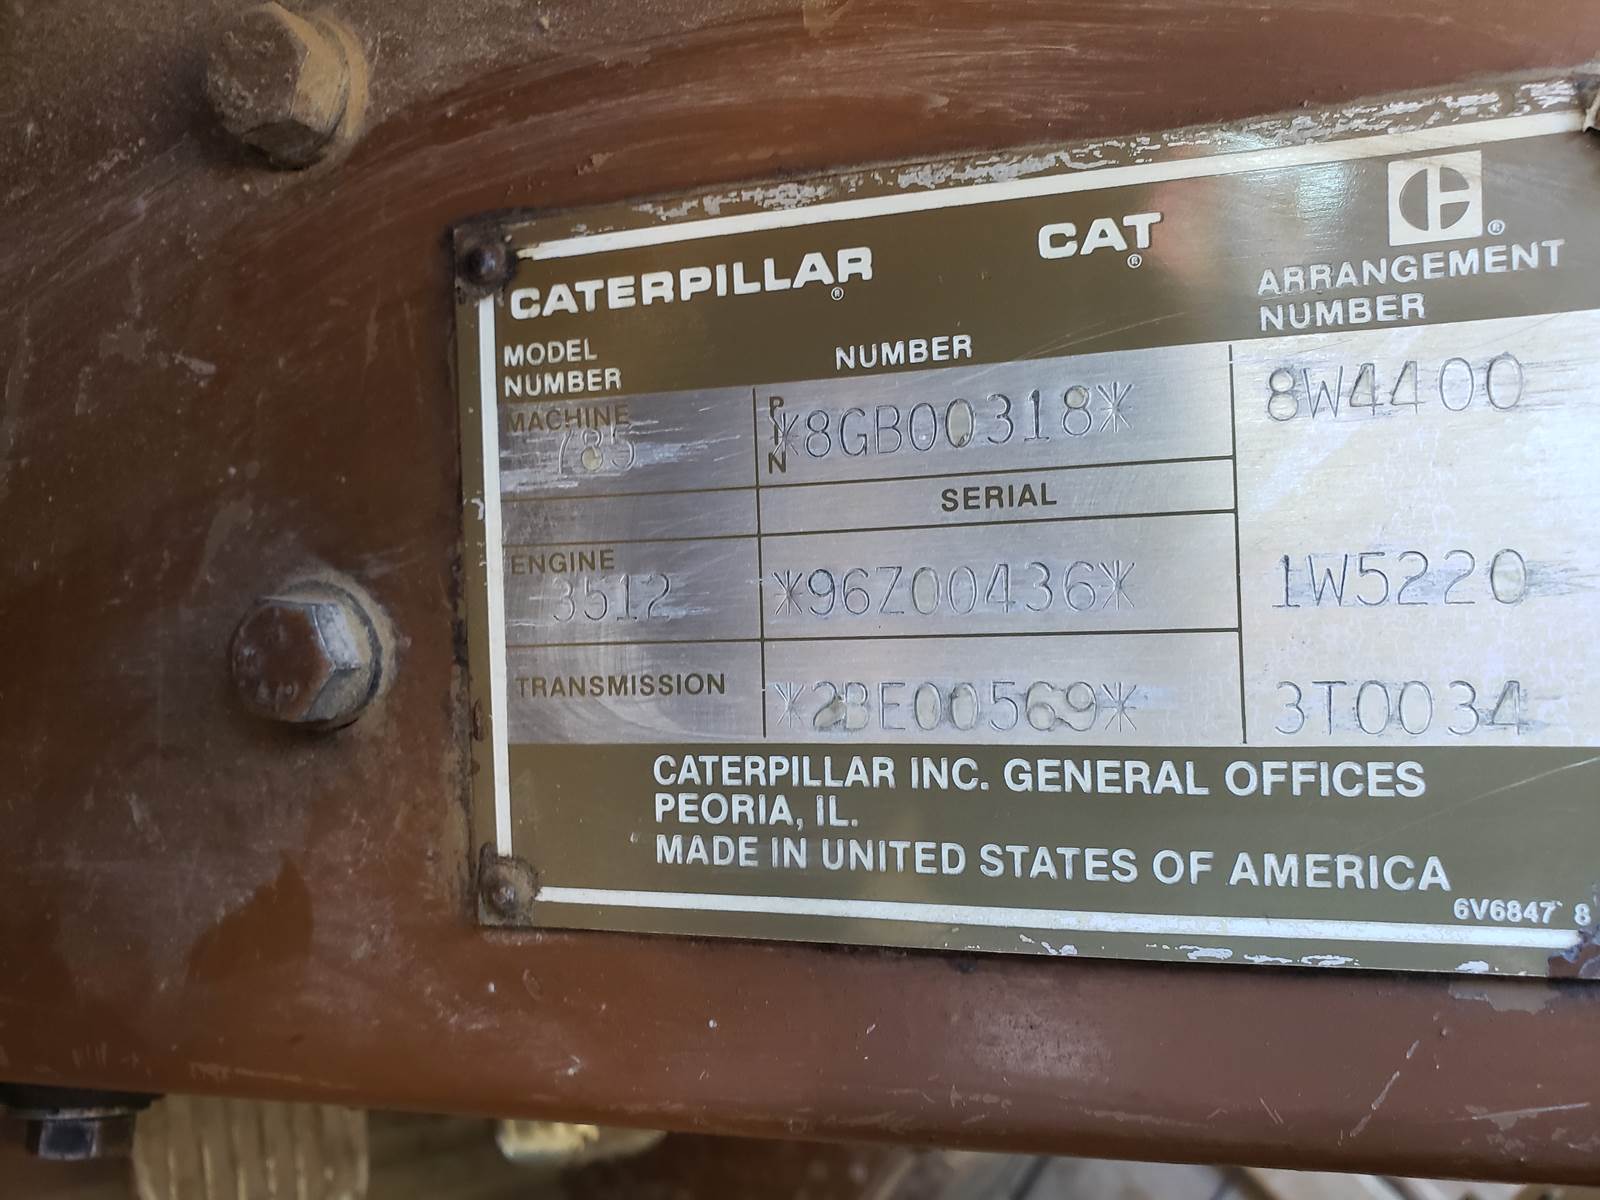 CATERPILLAR® CAT®
MODEL NUMBER NUMBER ARRANGEMENT NUMBER
MACHINE
785 PIN *8GB00318* 8W4400
SERIAL
ENGINE
3512 *96Z00436* 1W5220
TRANSMISSION *2BE00569* 3T0034
CATERPILLAR INC. GENERAL OFFICES
PEORIA, IL.
MADE IN UNITED STATES OF AMERICA
6V6847 8